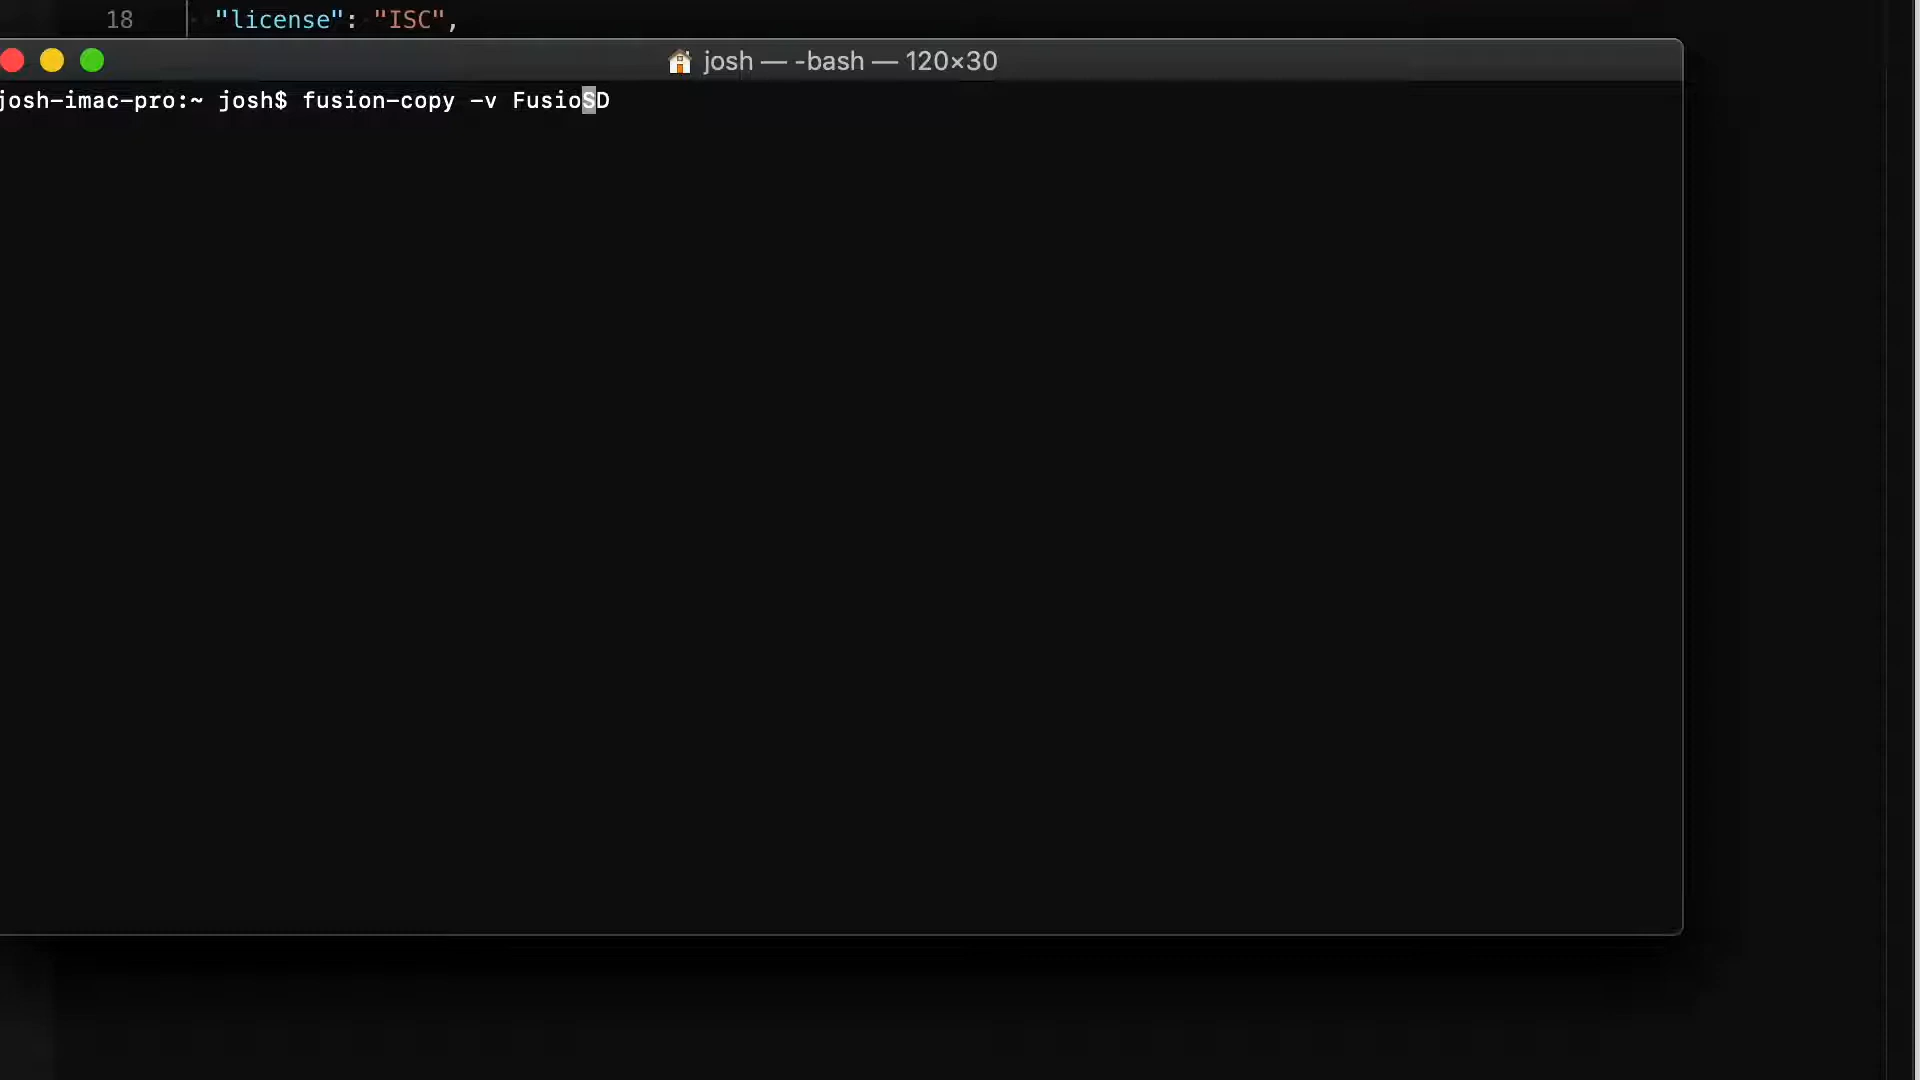 18 "license": "ISC",
josh — -bash — 120×30
josh-imac-pro:~ josh$ fusion-copy -v FusioSD